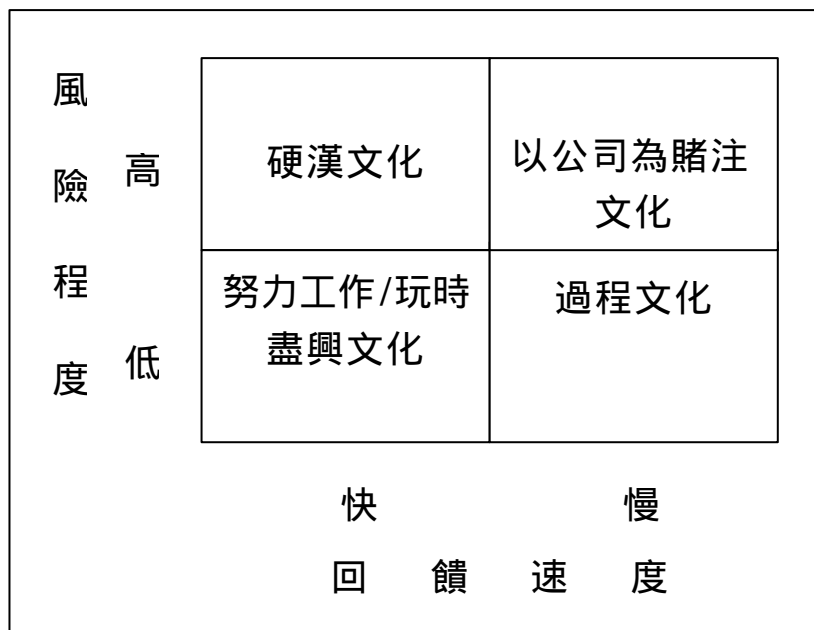 風險程度
高
低
硬漢文化
以公司為賭注
文化
努力工作/玩時
盡興文化
過程文化
快
慢
回饋速度